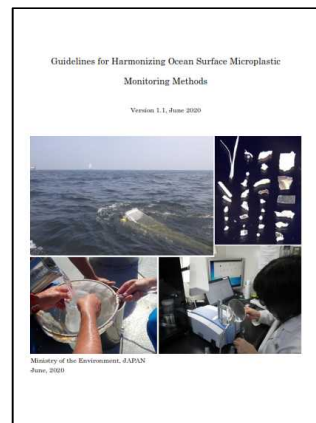 Guidelines for Harmonizing Ocean Surface Microplastic
Monitoring Methods
Version 1.1, June 2020
Ministry of the Environment, JAPAN
June, 2020